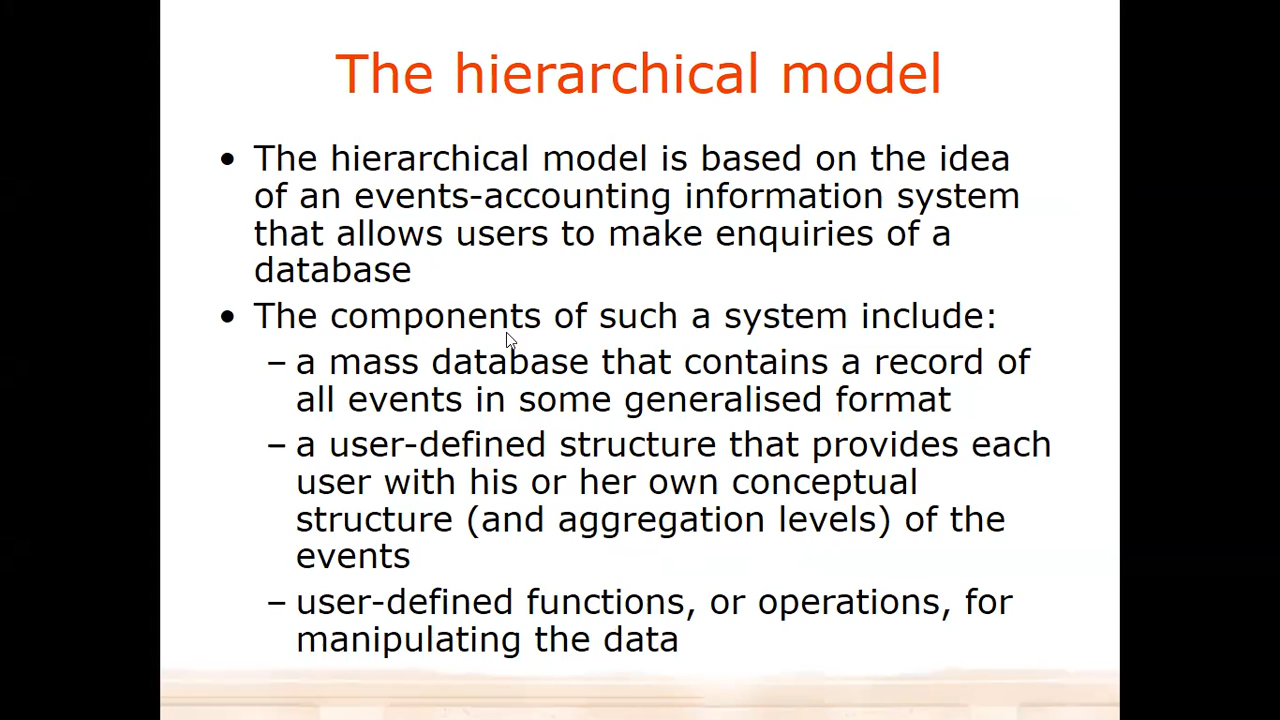 The hierarchical model
• The hierarchical model is based on the idea
of an events-accounting information system
that allows users to make enquiries of a
database
• The components of such a system include:
– a mass database that contains a record of
all events in some generalised format
– a user-defined structure that provides each
user with his or her own conceptual
structure (and aggregation levels) of the
events
– user-defined functions, or operations, for
manipulating the data